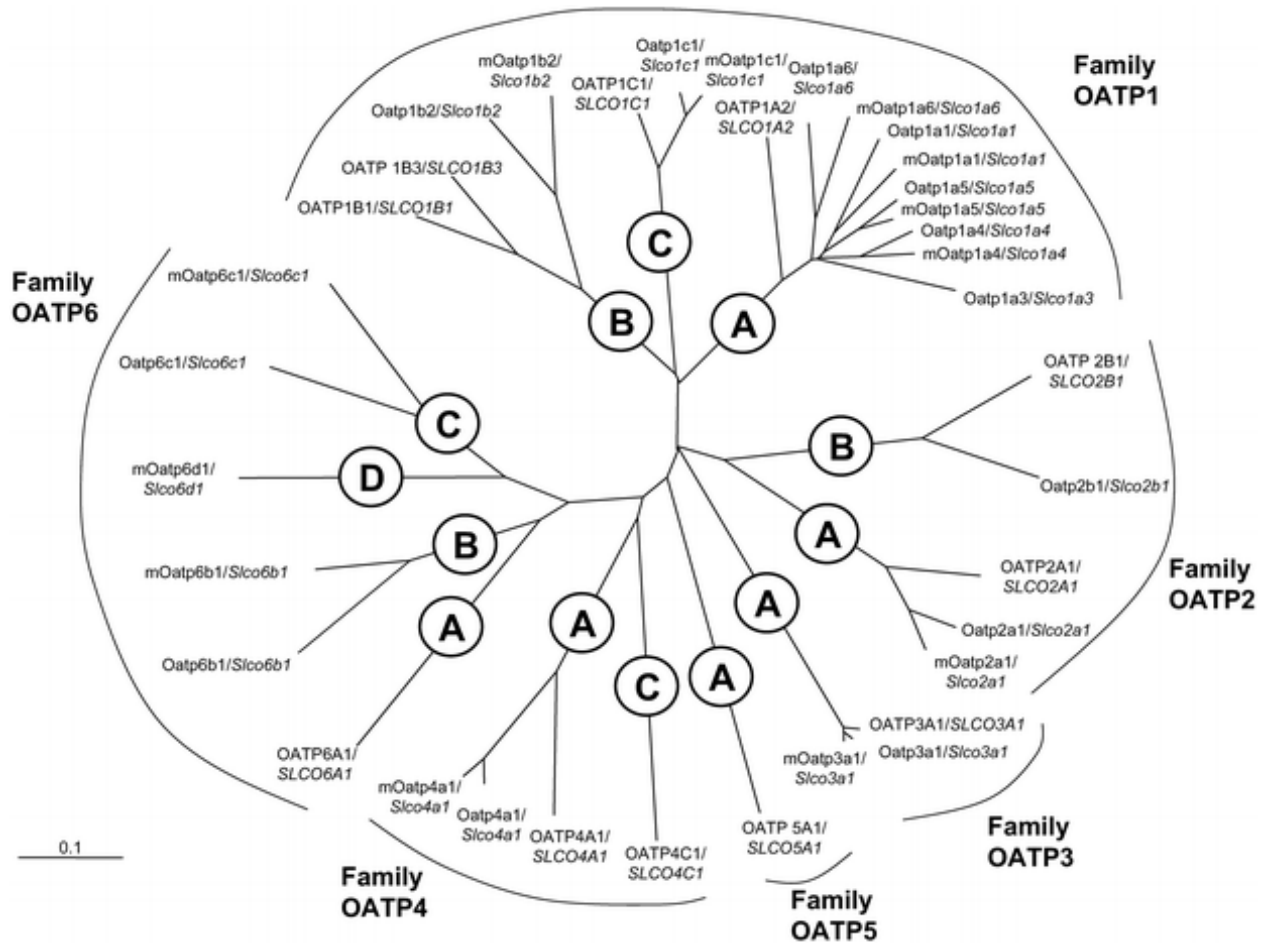 Family
OATP1
Oatp1c1/
Slco1c1
mOatp1c1/
Slco1c1
mOatp1b2/
Slco1b2
OATP1C1/
SLCO1C1
Oatp1a6/
Slco1a6
OATP1A2/
SLCO1A2
Oatp1b2/Slco1b2
mOatp1a6/Slco1a6
Oatp1a1/Slco1a1
OATP 1B3/SLCO1B3
mOatp1a1/Slco1a1
Oatp1a5/Slco1a5
OATP1B1/SLCO1B1
mOatp1a5/Slco1a5
Oatp1a4/Slco1a4
mOatp1a4/Slco1a4
Oatp1a3/Slco1a3
C
B
A
Family
OATP6
mOatp6c1/Slco6c1
Oatp6c1/Slco6c1
mOatp6d1/
Slco6d1
mOatp6b1/Slco6b1
Oatp6b1/Slco6b1
OATP6A1/
SLCO6A1
C
D
B
A
OATP 2B1/
SLCO2B1
Oatp2b1/Slco2b1
B
A
OATP2A1/
SLCO2A1
Oatp2a1/Slco2a1
mOatp2a1/
Slco2a1
Family
OATP2
A
A
C
A
OATP3A1/SLCO3A1
Oatp3a1/Slco3a1
mOatp3a1/
Slco3a1
Family
OATP3
mOatp4a1/
Slco4a1
Oatp4a1/
Slco4a1
OATP4A1/
SLCO4A1
OATP4C1/
SLCO4C1
OATP 5A1/
SLCO5A1
0.1
Family
OATP4
Family
OATP5